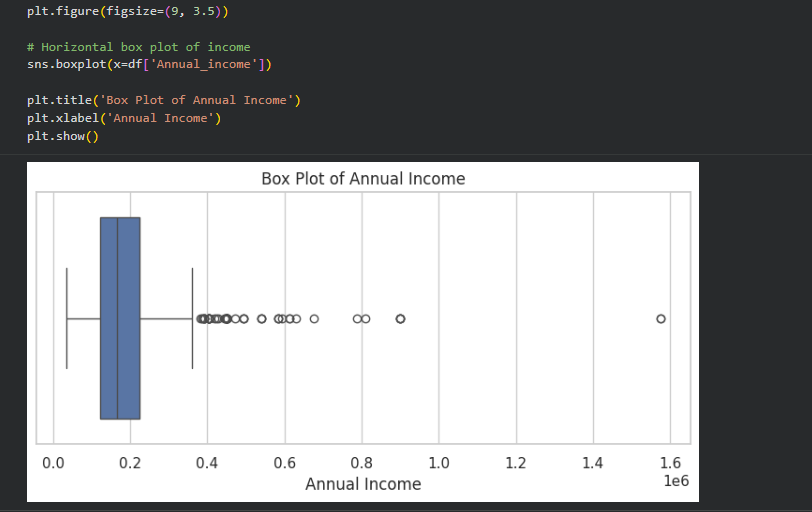 plt.figure(figsize=(9, 3.5))
# Horizontal box plot of income
sns.boxplot(x=df['Annual_income'])
plt.title('Box Plot of Annual Income')
plt.xlabel('Annual Income')
plt.show()
Box Plot of Annual Income
0.0 0.2 0.4 0.6 0.8 1.0 1.2 1.4 1.6
1e6
Annual Income